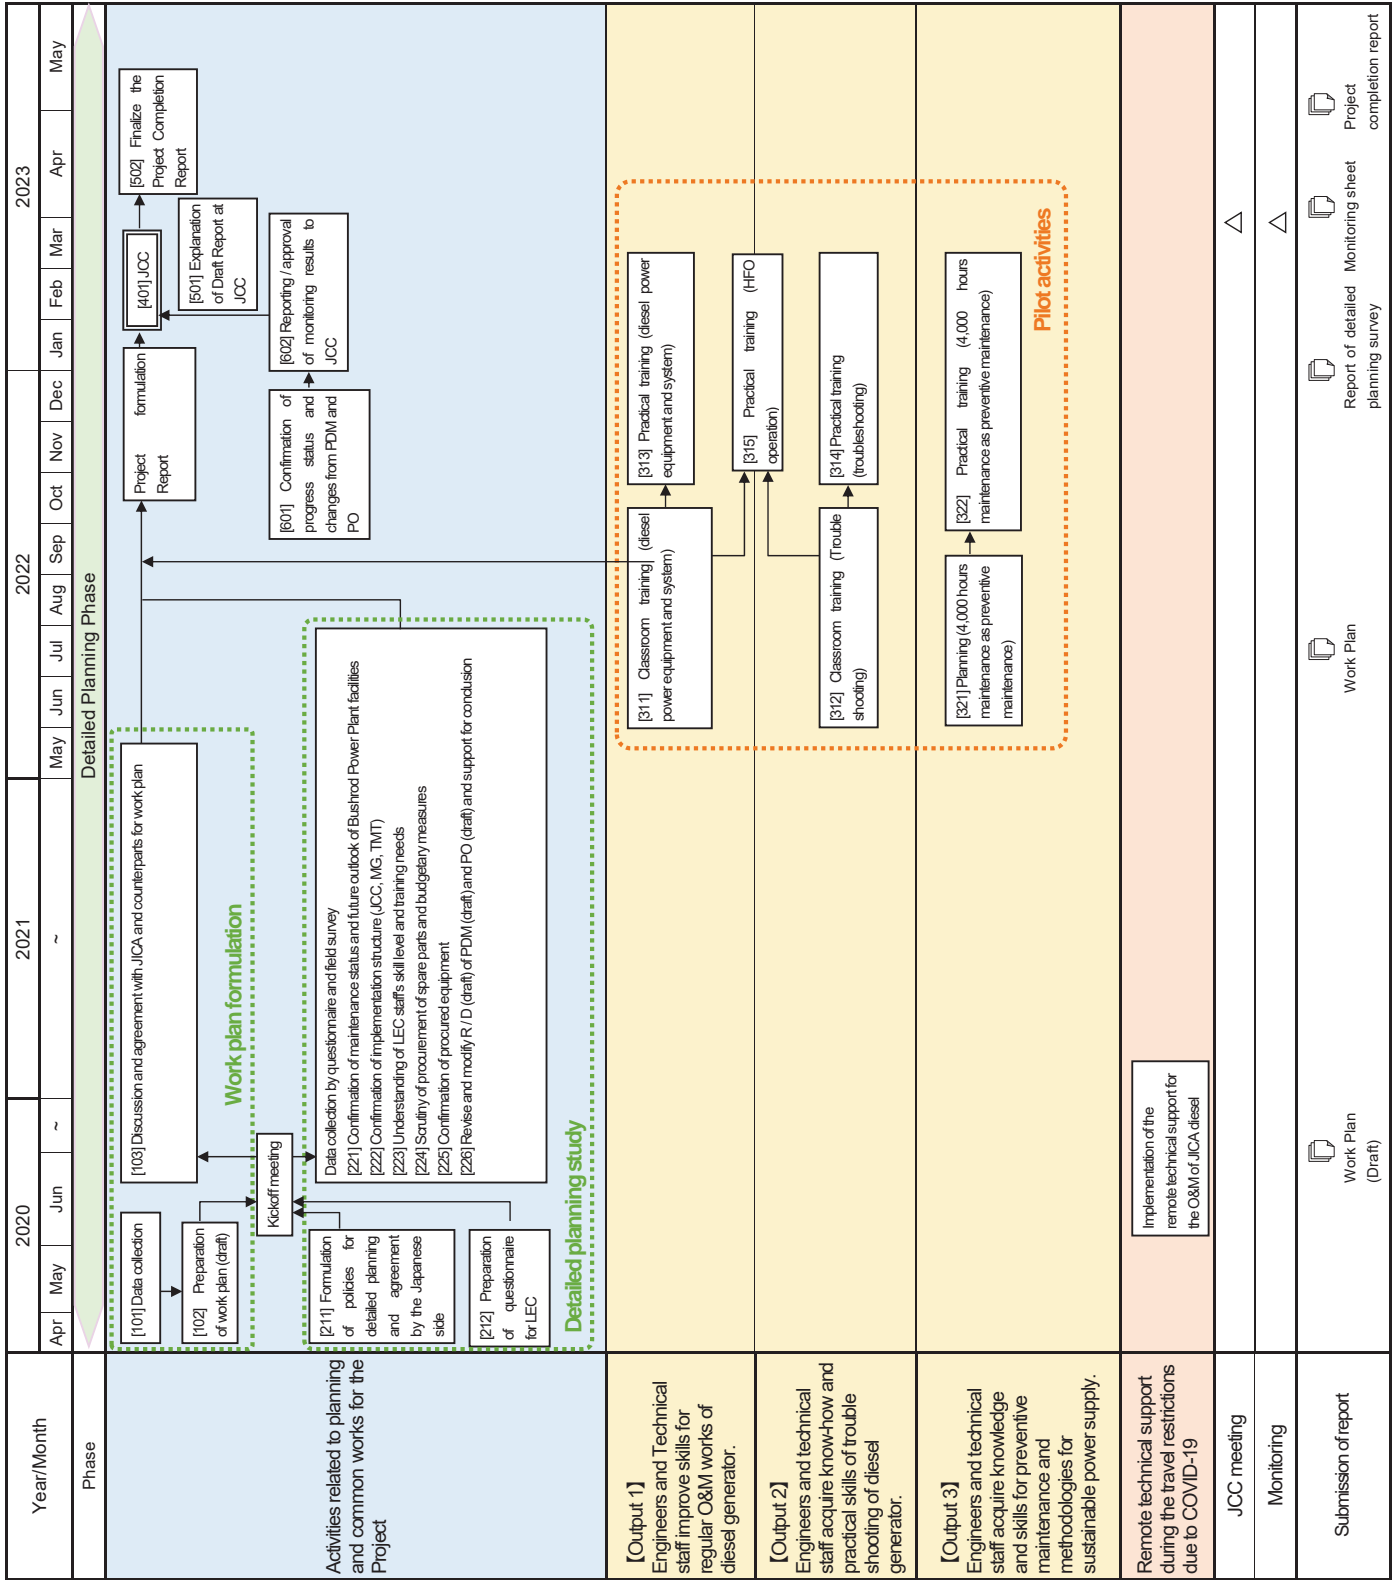 Year/Month
2020
2021
2022
2023
Apr
May
Jun
~
~
May
Jun
Jul
Aug
Sep
Oct
Nov
Dec
Jan
Feb
Mar
Apr
May
Phase
Detailed Planning Phase
Activities related to planning
and common works for the
Project
[101] Data collection
[102] Preparation
of work plan (draft)
[103] Discussion and agreement with JICA and counterparts for work plan
Work plan formulation
Kickoff meeting
[211] Formulation
of policies for
detailed planning
and agreement
by the Japanese
side
[212] Preparation
of questionnaire
for LEC
Data collection by questionnaire and field survey
[221] Confirmation of maintenance status and future outlook of Bushrod Power Plant facilities
[222] Confirmation of implementation structure (JCC, MG, TMT)
[223] Understanding of LEC staff's skill level and training needs
[224] Scrutiny of procurement of spare parts and budgetary measures
[225] Confirmation of procured equipment
[226] Revise and modify R / D (draft) of PDM (draft) and PO (draft) and support for conclusion
Detailed planning study
Project formulation
Report
[401] JCC
[502] Finalize the
Project Completion
Report
[501] Explanation
of Draft Report at
JCC
[601] Confirmation of
progress status and
changes from PDM and
PO
[602] Reporting / approval
of monitoring results to
JCC
【Output 1】
Engineers and Technical
staff improve skills for
regular O&M works of
diesel generator.
[311] Classroom training (diesel
power equipment and system)
[313] Practical training (diesel power
equipment and system)
[315] Practical training (HFO
operation)
【Output 2】
Engineers and technical
staff acquire know-how and
practical skills of trouble
shooting of diesel
generator.
[312] Classroom training (Trouble
shooting)
[314] Practical training
(troubleshooting)
【Output 3】
Engineers and technical
staff acquire knowledge
and skills for preventive
maintenance and
methodologies for
sustainable power supply.
[321] Planning (4,000 hours
maintenance as preventive
maintenance)
[322] Practical training (4,000 hours
maintenance as preventive maintenance)
Pilot activities
Remote technical support
during the travel restrictions
due to COVID-19
Implementation of the
remote technical support for
the O&M of JICA diesel
JCC meeting
△
Monitoring
△
Submission of report
Work Plan
(Draft)
Work Plan
Report of detailed
planning survey
Monitoring sheet
Project
completion report